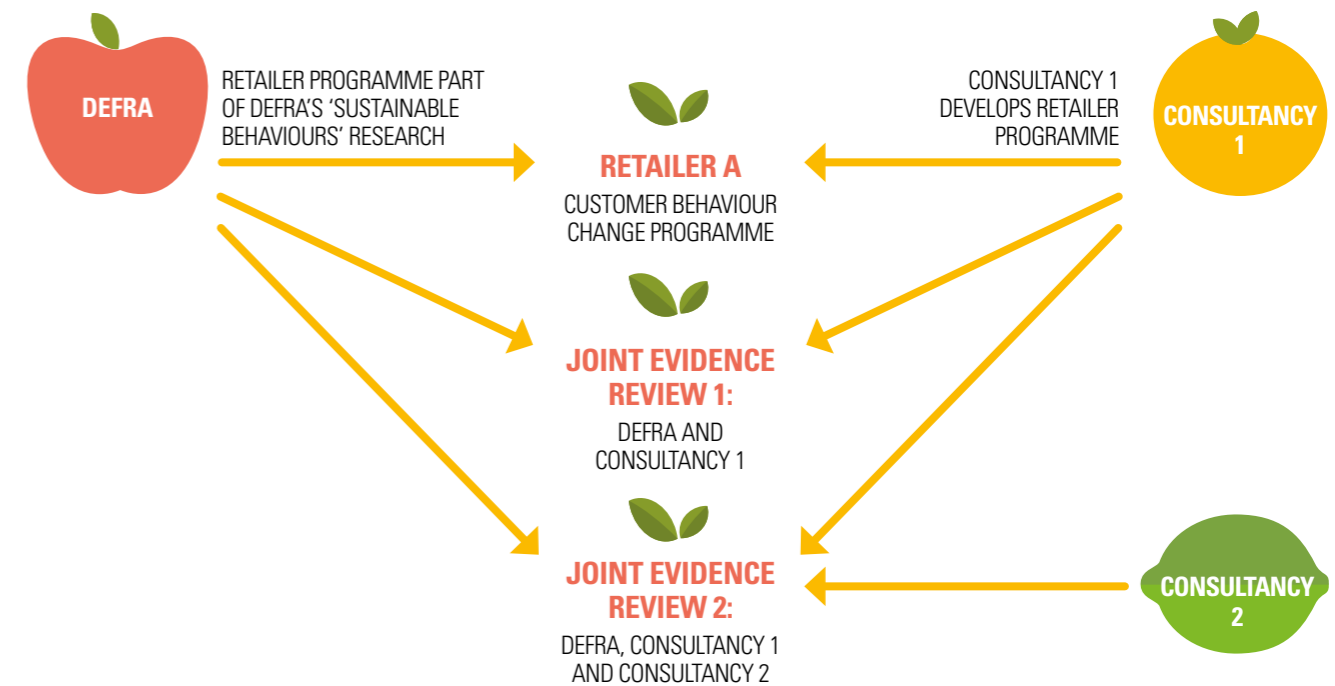 DEFRA
RETAILER PROGRAMME PART
OF DEFRA'S ‘SUSTAINABLE
BEHAVIOURS’ RESEARCH
CONSULTANCY 1
DEVELOPS RETAILER
PROGRAMME
CONSULTANCY
1
RETAILER A
CUSTOMER BEHAVIOUR
CHANGE PROGRAMME
JOINT EVIDENCE
REVIEW 1:
DEFRA AND
CONSULTANCY 1
JOINT EVIDENCE
REVIEW 2:
DEFRA, CONSULTANCY 1
AND CONSULTANCY 2
CONSULTANCY
2